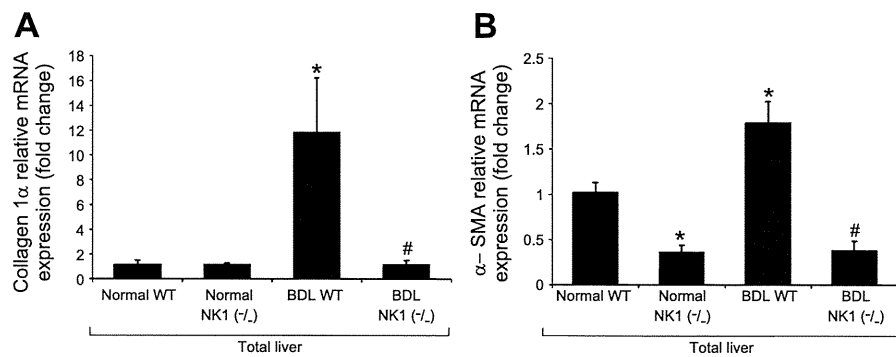 A
Collagen 1α relative mRNA
expression (fold change)
18
16
14
12
10
8
6
4
2
0
*
#
Normal WT
Normal
NK1 (-/-)
BDL WT
BDL
NK1 (-/-)
Total liver
B
α– SMA relative mRNA
expression (fold change)
2.5
2
1.5
1
0.5
0
*
*
#
Normal WT
Normal
NK1 (-/-)
BDL WT
BDL
NK1 (-/-)
Total liver